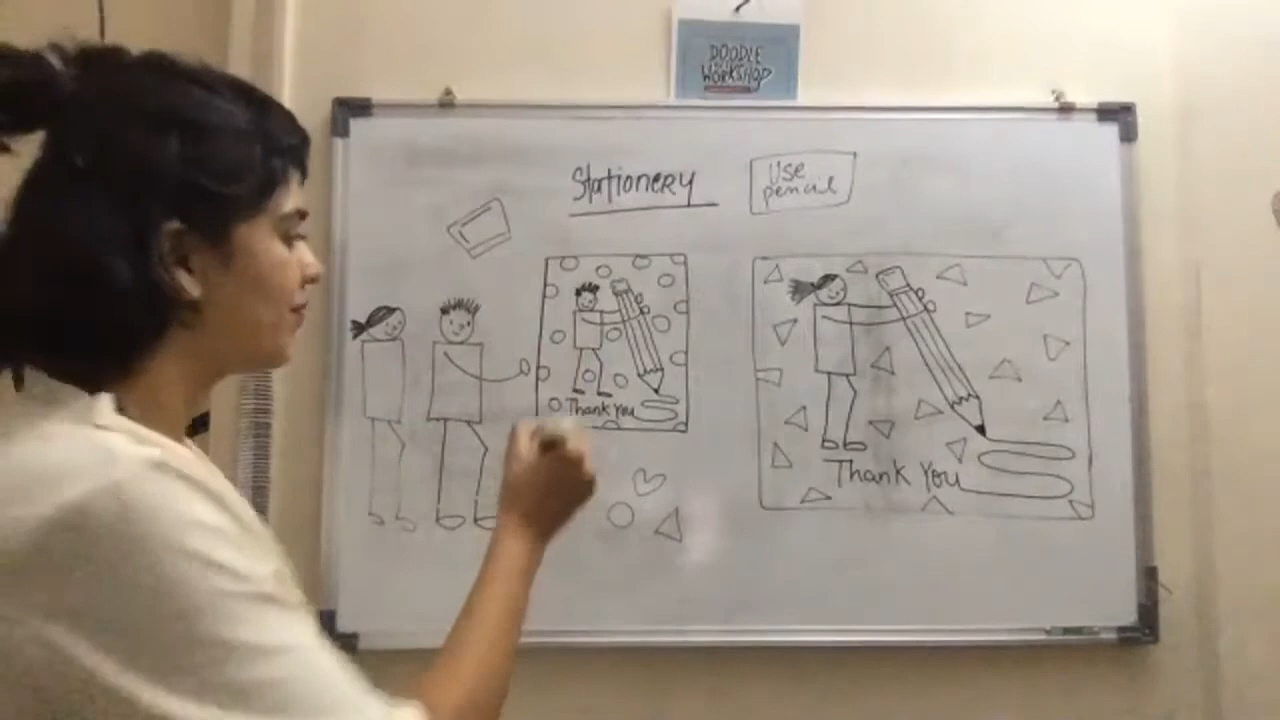 DOODLE
WORKSHOP
Stationery
Use
pencil
Thank You
Thank You